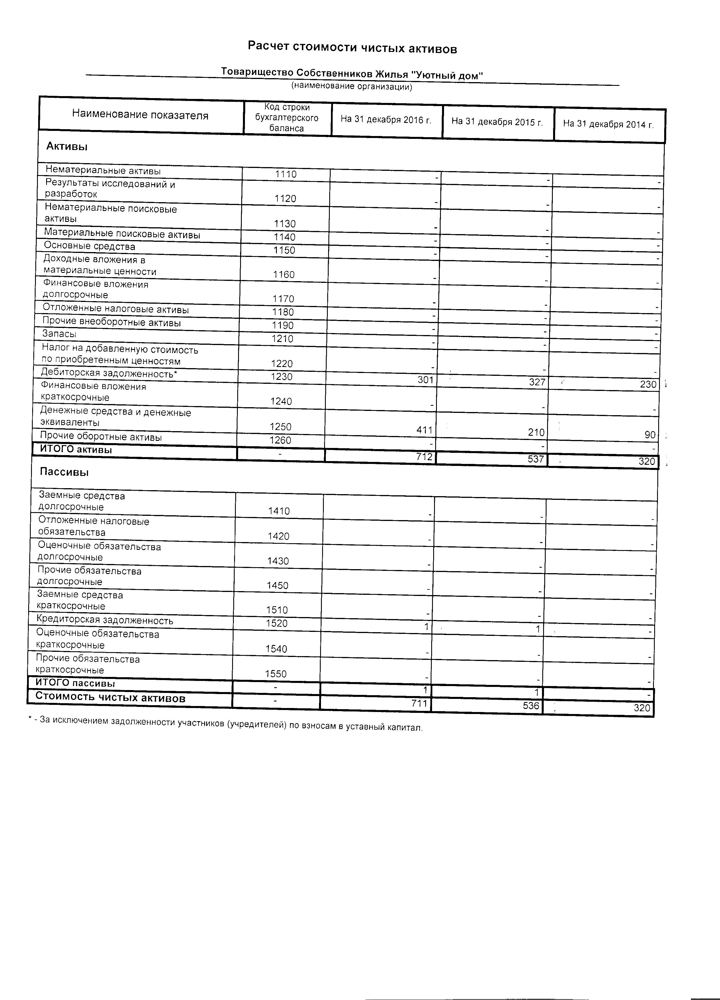 Расчет стоимости чистых активов
Товарищество Собственников Жилья "Уютный дом"
(наименование организации)
Наименование показателя
Код строки
бухгалтерского
баланса
На 31 декабря 2016 г.
На 31 декабря 2015 г.
На 31 декабря 2014 г.
Активы
Нематериальные активы 1110 - - -
Результаты исследований и
разработок 1120 - - -
Нематериальные поисковые
активы 1130 - - -
Материальные поисковые активы 1140 - - -
Основные средства 1150 - - -
Доходные вложения в
материальные ценности 1160 - - -
Финансовые вложения
долгосрочные 1170 - - -
Отложенные налоговые активы 1180 - - -
Прочие внеоборотные активы 1190 - - -
Запасы 1210 - - -
Налог на добавленную стоимость
по приобретенным ценностям 1220 - - -
Дебиторская задолженность* 1230 301 327 230
Финансовые вложения
краткосрочные 1240 - - -
Денежные средства и денежные
эквиваленты 1250 411 210 90
Прочие оборотные активы 1260 - - -
ИТОГО активы - 712 537 320
Пассивы
Заемные средства
долгосрочные 1410 - - -
Отложенные налоговые
обязательства 1420 - - -
Оценочные обязательства
долгосрочные 1430 - - -
Прочие обязательства
долгосрочные 1450 - - -
Заемные средства
краткосрочные 1510 - - -
Кредиторская задолженность 1520 1 1 -
Оценочные обязательства
краткосрочные 1540 - - -
Прочие обязательства
краткосрочные 1550 - - -
ИТОГО пассивы - 1 1 -
Стоимость чистых активов - 711 536 320
* - За исключением задолженности участников (учредителей) по взносам в уставный капитал.